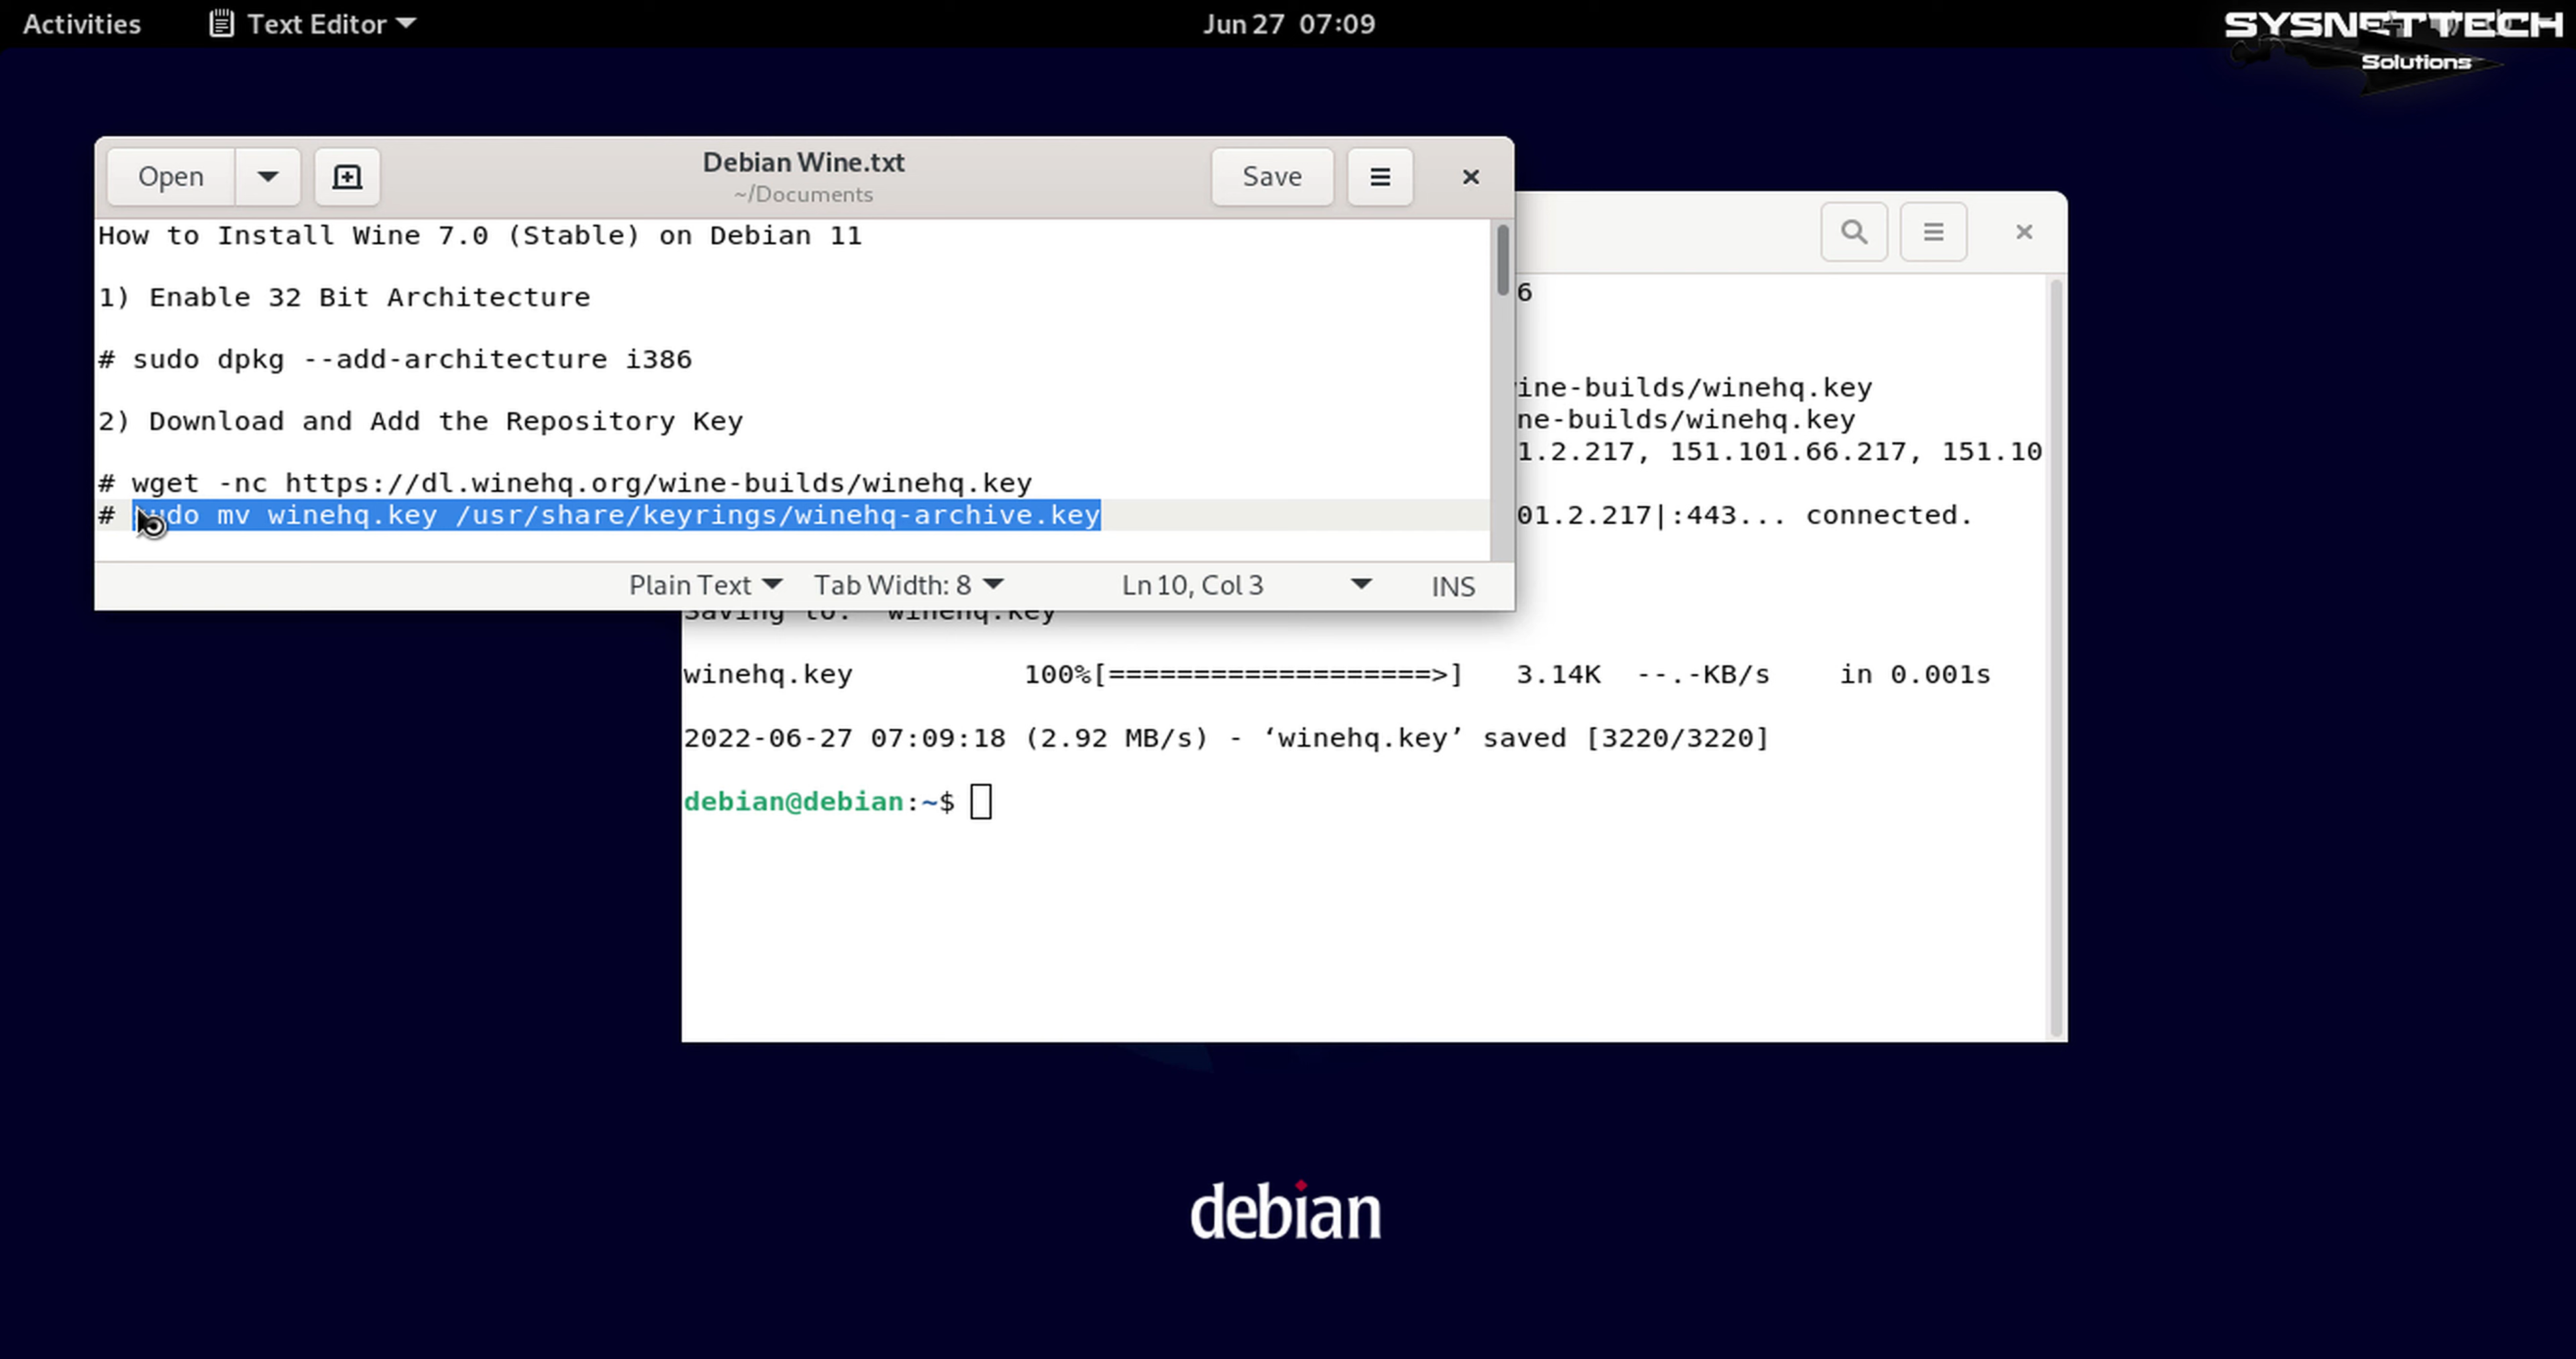 Activities Text Editor Jun 27 07:09
SYSNETTECH
Solutions
Open Debian Wine.txt Save
~/Documents
How to Install Wine 7.0 (Stable) on Debian 11
1) Enable 32 Bit Architecture
# sudo dpkg --add-architecture i386
2) Download and Add the Repository Key
# wget -nc https://dl.winehq.org/wine-builds/winehq.key
# sudo mv winehq.key /usr/share/keyrings/winehq-archive.key
Plain Text Tab Width: 8 Ln 10, Col 3 INS
6
ine-builds/winehq.key
ne-builds/winehq.key
1.2.217, 151.101.66.217, 151.10
01.2.217|:443... connected.
Saving to: ‘winehq.key’
winehq.key 100%[===================>] 3.14K --.-KB/s in 0.001s
2022-06-27 07:09:18 (2.92 MB/s) - ‘winehq.key’ saved [3220/3220]
debian@debian:~$
debian